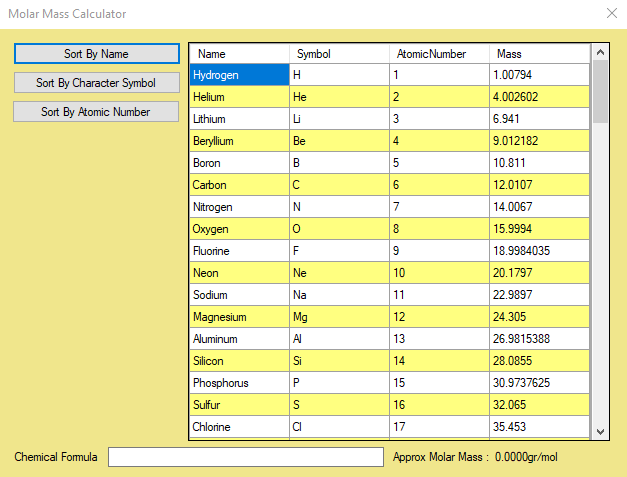 Molar Mass Calculator
Sort By Name
Sort By Character Symbol
Sort By Atomic Number
Name Symbol AtomicNumber Mass
Hydrogen H 1 1.00794
Helium He 2 4.002602
Lithium Li 3 6.941
Beryllium Be 4 9.012182
Boron B 5 10.811
Carbon C 6 12.0107
Nitrogen N 7 14.0067
Oxygen O 8 15.9994
Fluorine F 9 18.9984035
Neon Ne 10 20.1797
Sodium Na 11 22.9897
Magnesium Mg 12 24.305
Aluminum Al 13 26.9815388
Silicon Si 14 28.0855
Phosphorus P 15 30.9737625
Sulfur S 16 32.065
Chlorine Cl 17 35.453
Chemical Formula Approx Molar Mass : 0.0000gr/mol